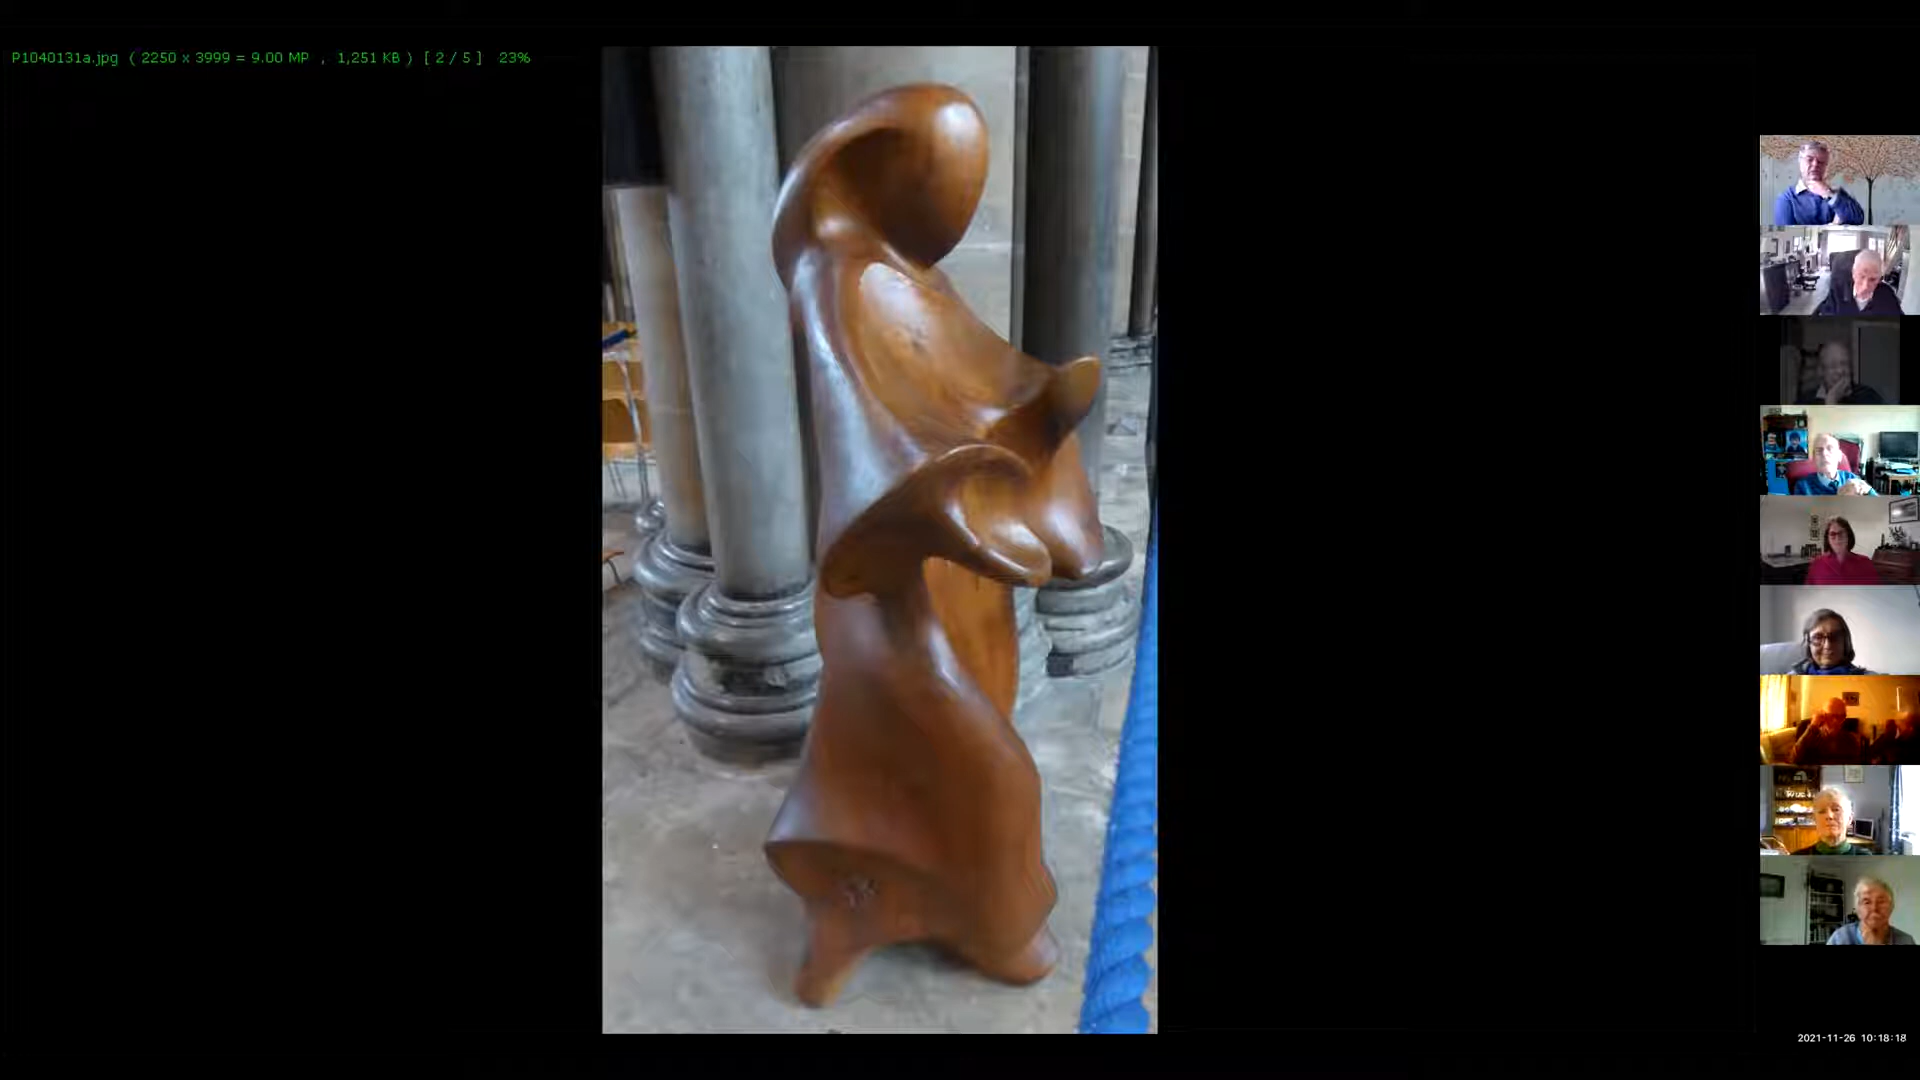 P1040131a.jpg ( 2250 x 3999 = 9.00 MP , 1,251 KB ) [ 2 / 5 ] 23%
2021-11-26 10:18:18